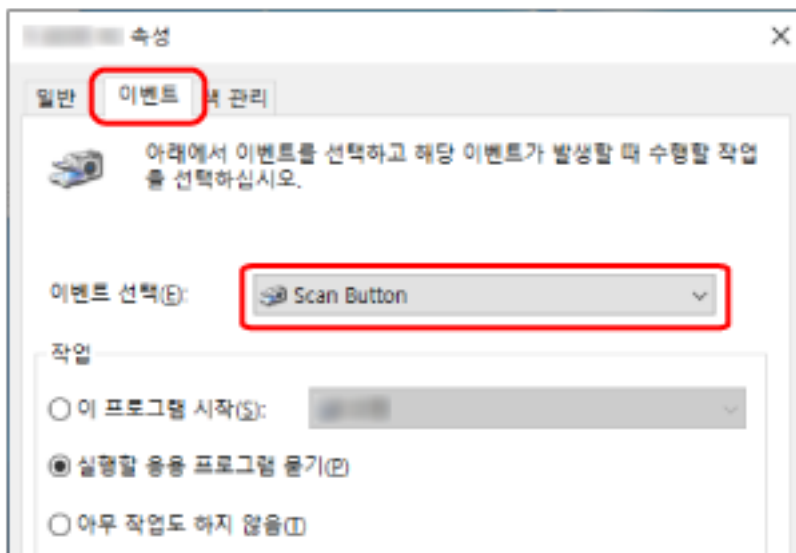 속성
일반 이벤트 색 관리
아래에서 이벤트를 선택하고 해당 이벤트가 발생할 때 수행할 작업
를 선택하십시오.
이벤트 선택(E): Scan Button
작업
이 프로그램 시작(S):
실행할 응용 프로그램 묻기(P)
아무 작업도 하지 않음(T)